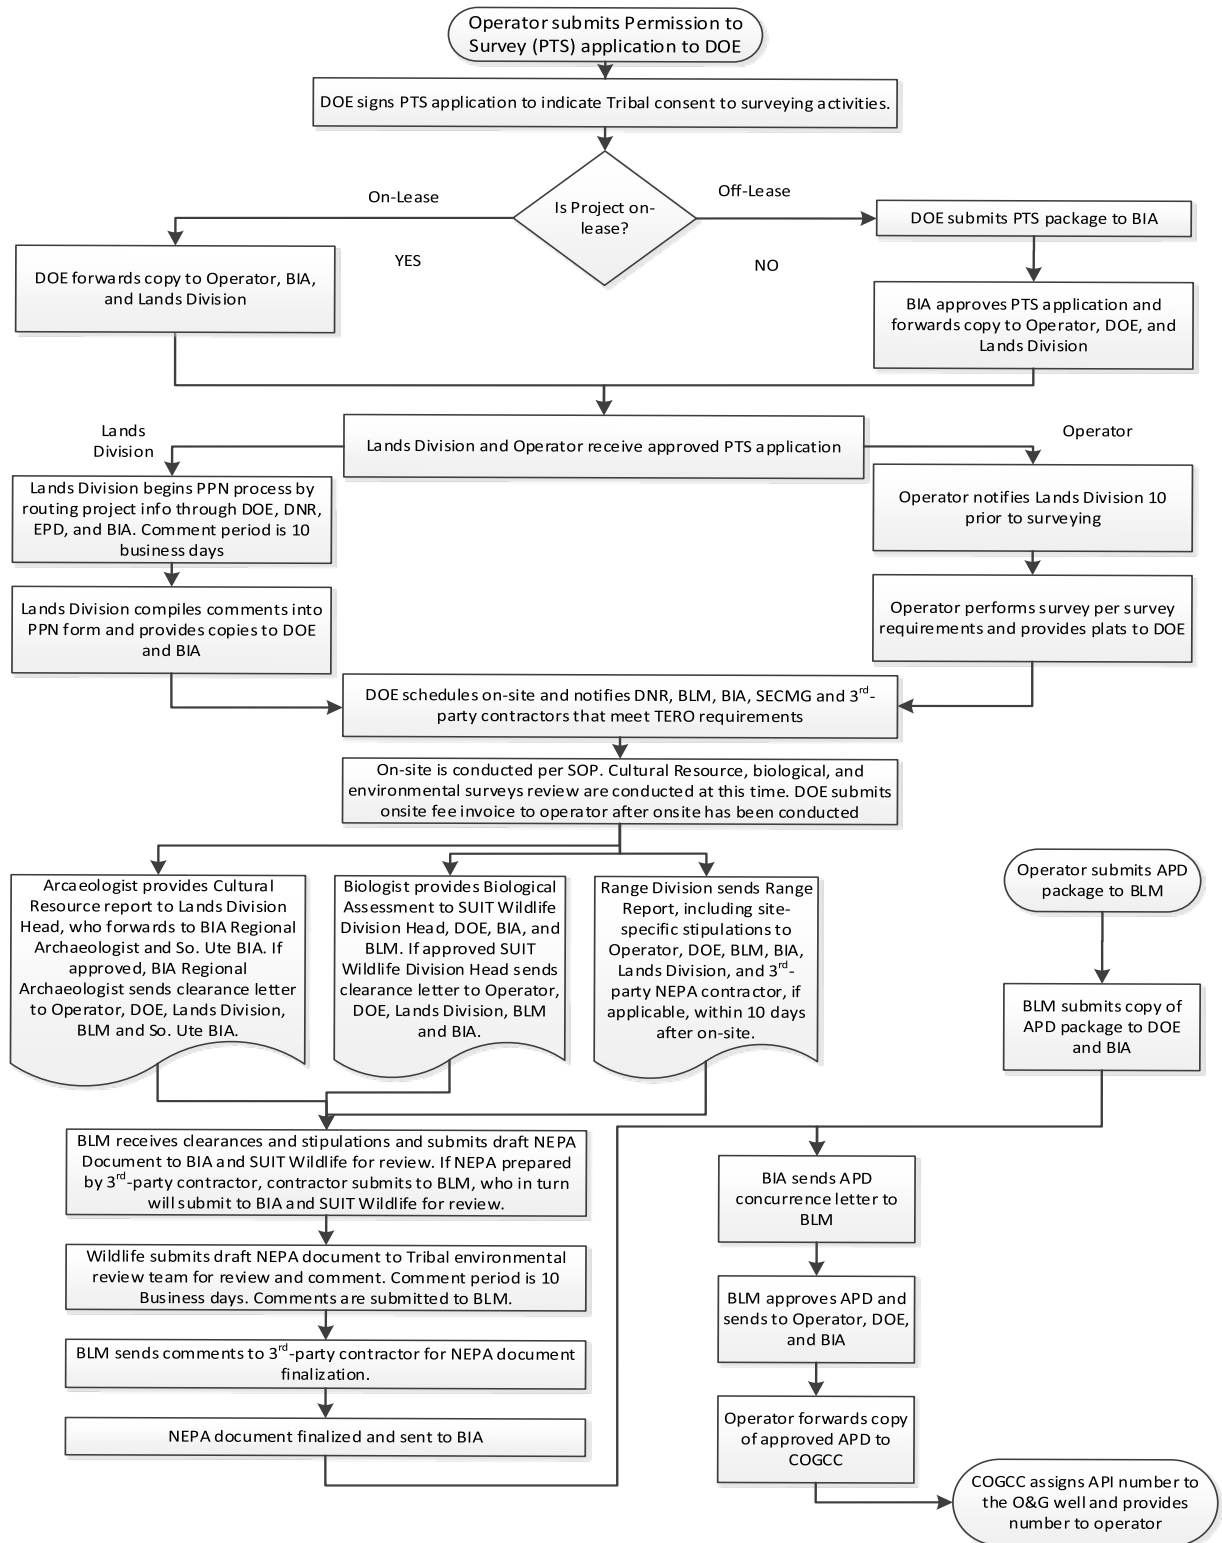 Operator submits Permission to
Survey (PTS) application to DOE
DOE signs PTS application to indicate Tribal consent to surveying activities.
Is Project on-
lease?
On-Lease
YES
Off-Lease
NO
DOE forwards copy to Operator, BIA,
and Lands Division
DOE submits PTS package to BIA
BIA approves PTS application and
forwards copy to Operator, DOE, and
Lands Division
Lands Division and Operator receive approved PTS application
Lands
Division
Operator
Lands Division begins PPN process by
routing project info through DOE, DNR,
EPD, and BIA. Comment period is 10
business days
Operator notifies Lands Division 10
prior to surveying
Lands Division compiles comments into
PPN form and provides copies to DOE
and BIA
Operator performs survey per survey
requirements and provides plats to DOE
DOE schedules on-site and notifies DNR, BLM, BIA, SECMG and 3rd-
party contractors that meet TERO requirements
On-site is conducted per SOP. Cultural Resource, biological, and
environmental surveys review are conducted at this time. DOE submits
onsite fee invoice to operator after onsite has been conducted
Arcaeologist provides Cultural
Resource report to Lands Division
Head, who forwards to BIA Regional
Archaeologist and So. Ute BIA. If
approved, BIA Regional
Archaeologist sends clearance letter
to Operator, DOE, Lands Division,
BLM and So. Ute BIA.
Biologist provides Biological
Assessment to SUIT Wildlife
Division Head, DOE, BIA, and
BLM. If approved SUIT
Wildlife Division Head sends
clearance letter to Operator,
DOE, Lands Division, BLM
and BIA.
Range Division sends Range
Report, including site-
specific stipulations to
Operator, DOE, BLM, BIA,
Lands Division, and 3rd-
party NEPA contractor, if
applicable, within 10 days
after on-site.
Operator submits APD
package to BLM
BLM submits copy of
APD package to DOE
and BIA
BLM receives clearances and stipulations and submits draft NEPA
Document to BIA and SUIT Wildlife for review. If NEPA prepared
by 3rd-party contractor, contractor submits to BLM, who in turn
will submit to BIA and SUIT Wildlife for review.
Wildlife submits draft NEPA document to Tribal environmental
review team for review and comment. Comment period is 10
Business days. Comments are submitted to BLM.
BLM sends comments to 3rd-party contractor for NEPA document
finalization.
NEPA document finalized and sent to BIA
BIA sends APD
concurrence letter to
BLM
BLM approves APD and
sends to Operator, DOE,
and BIA
Operator forwards copy
of approved APD to
COGCC
COGCC assigns API number to
the O&G well and provides
number to operator